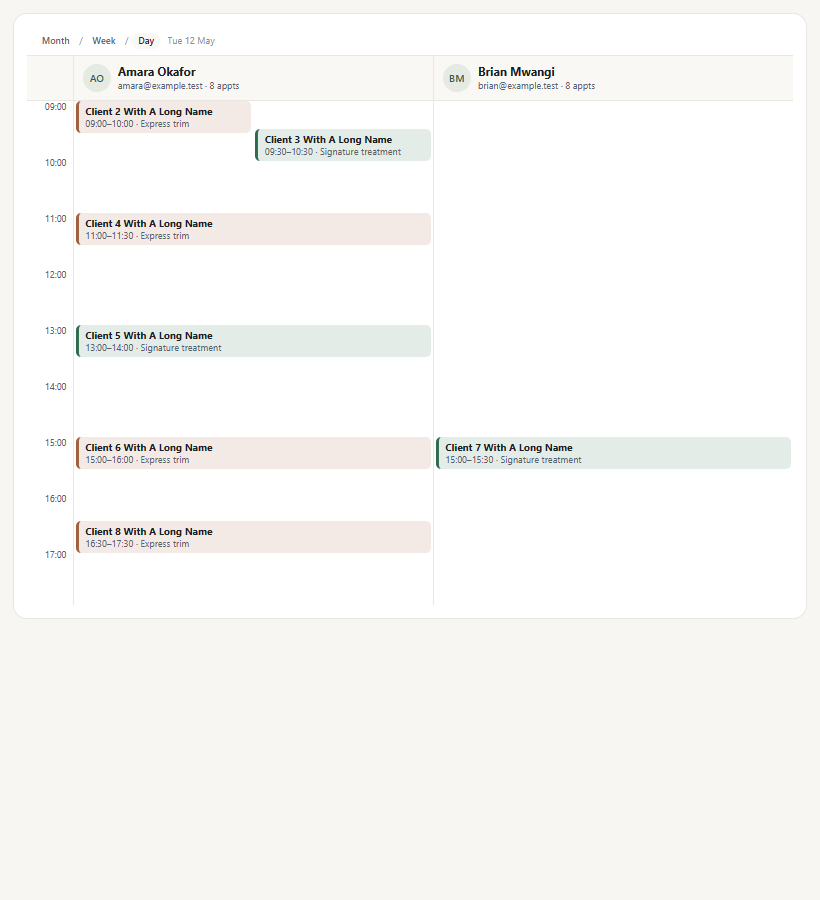 Month / Week / Day Tue 12 May
AO Amara Okafor
amara@example.test · 8 appts
BM Brian Mwangi
brian@example.test · 8 appts
09:00
Client 2 With A Long Name
09:00–10:00 · Express trim
Client 3 With A Long Name
09:30–10:30 · Signature treatment
10:00
11:00
Client 4 With A Long Name
11:00–11:30 · Express trim
12:00
13:00
Client 5 With A Long Name
13:00–14:00 · Signature treatment
14:00
15:00
Client 6 With A Long Name
15:00–16:00 · Express trim
Client 7 With A Long Name
15:00–15:30 · Signature treatment
16:00
Client 8 With A Long Name
16:30–17:30 · Express trim
17:00